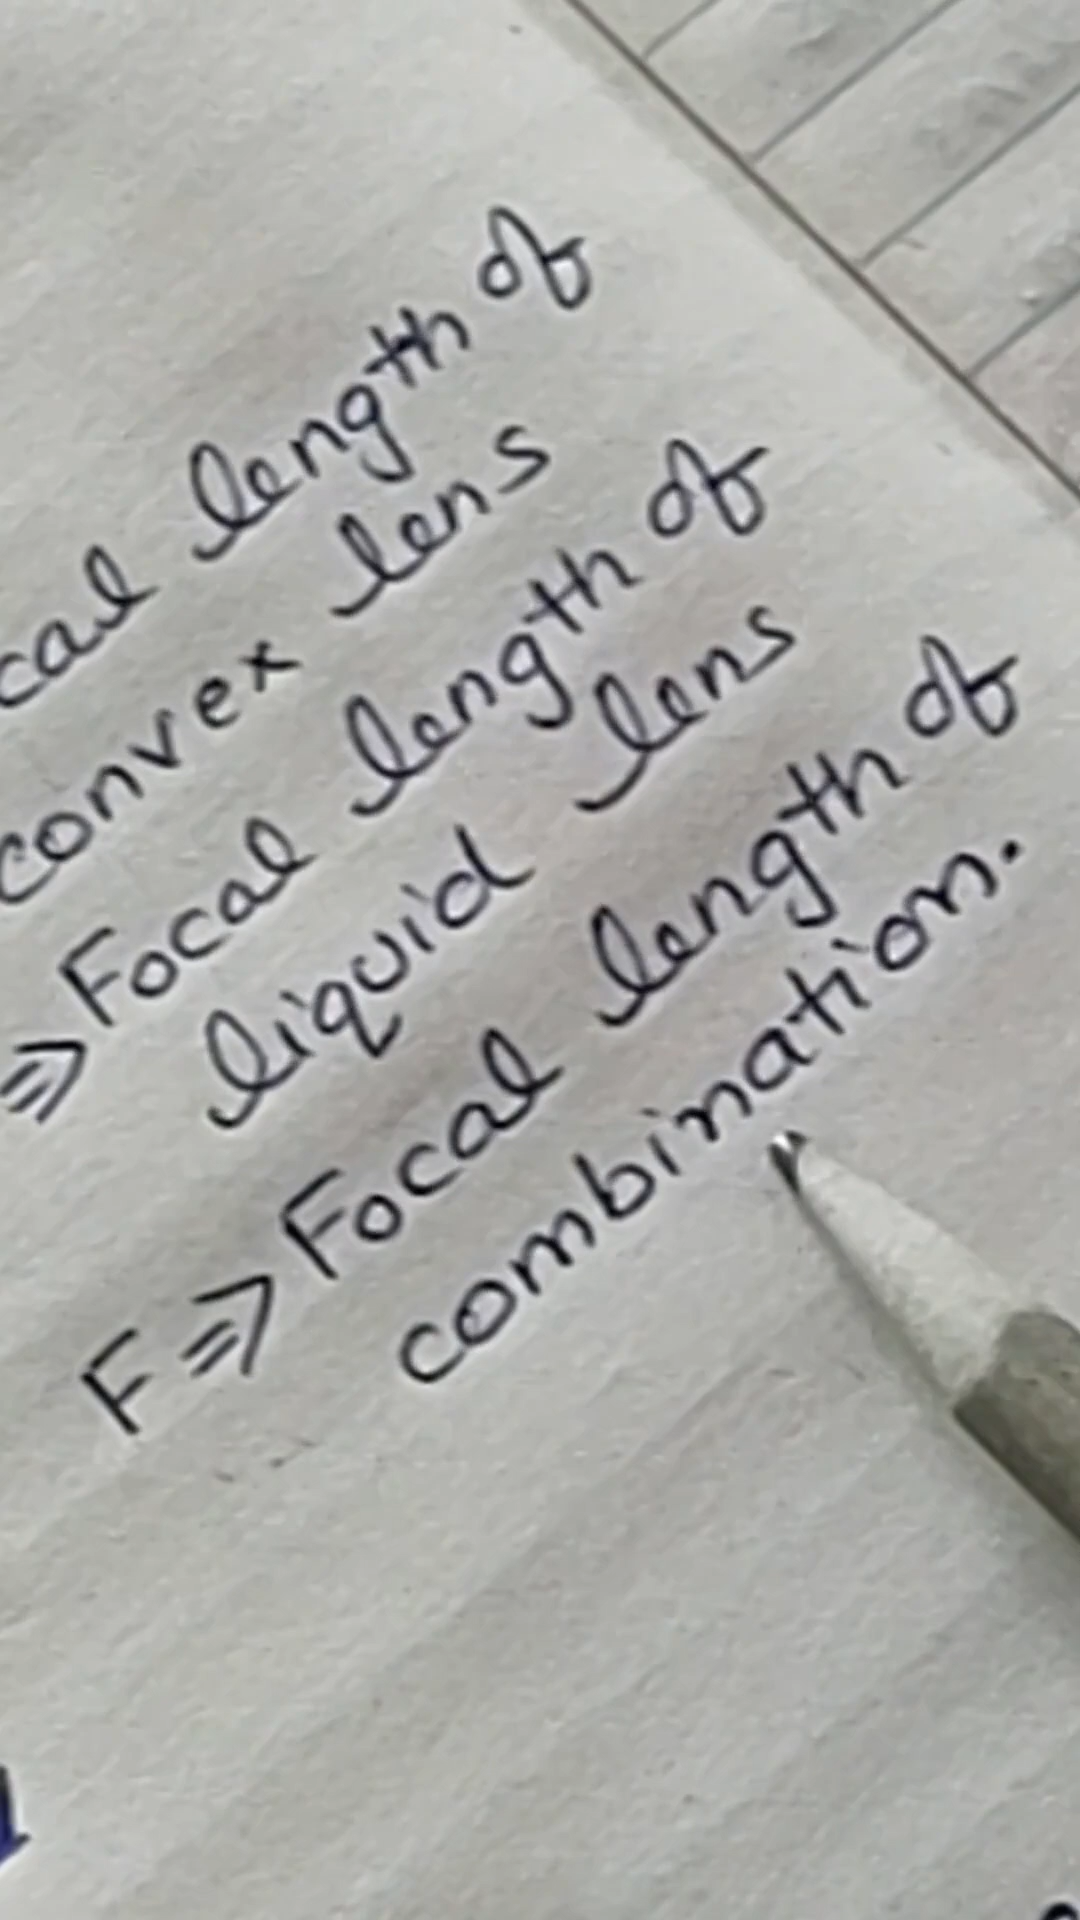 cal length of
convex lens
⇒ Focal length of
liquid lens
F ⇒ Focal length of
combination.